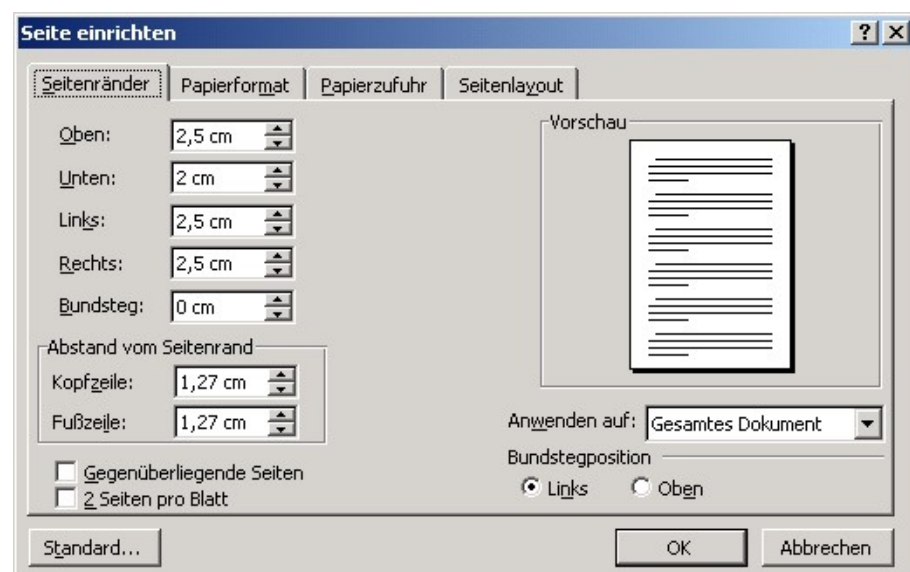 Seite einrichten
Seitenränder Papierformat Papierzufuhr Seitenlayout
Oben: 2,5 cm
Unten: 2 cm
Links: 2,5 cm
Rechts: 2,5 cm
Bundsteg: 0 cm
Abstand vom Seitenrand
Kopfzeile: 1,27 cm
Fußzeile: 1,27 cm
Gegenüberliegende Seiten
2 Seiten pro Blatt
Vorschau
Anwenden auf: Gesamtes Dokument
Bundstegposition
Links Oben
Standard... OK Abbrechen